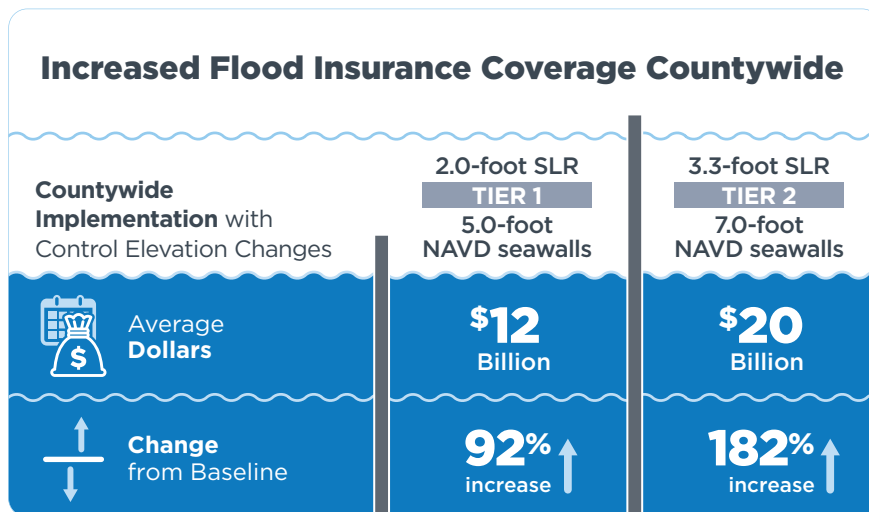 Increased Flood Insurance Coverage Countywide
Countywide
Implementation with
Control Elevation Changes
2.0-foot SLR
TIER 1
5.0-foot
NAVD seawalls
3.3-foot SLR
TIER 2
7.0-foot
NAVD seawalls
$
Average
Dollars
$12
Billion
$20
Billion
Change
from Baseline
92%
increase
182%
increase